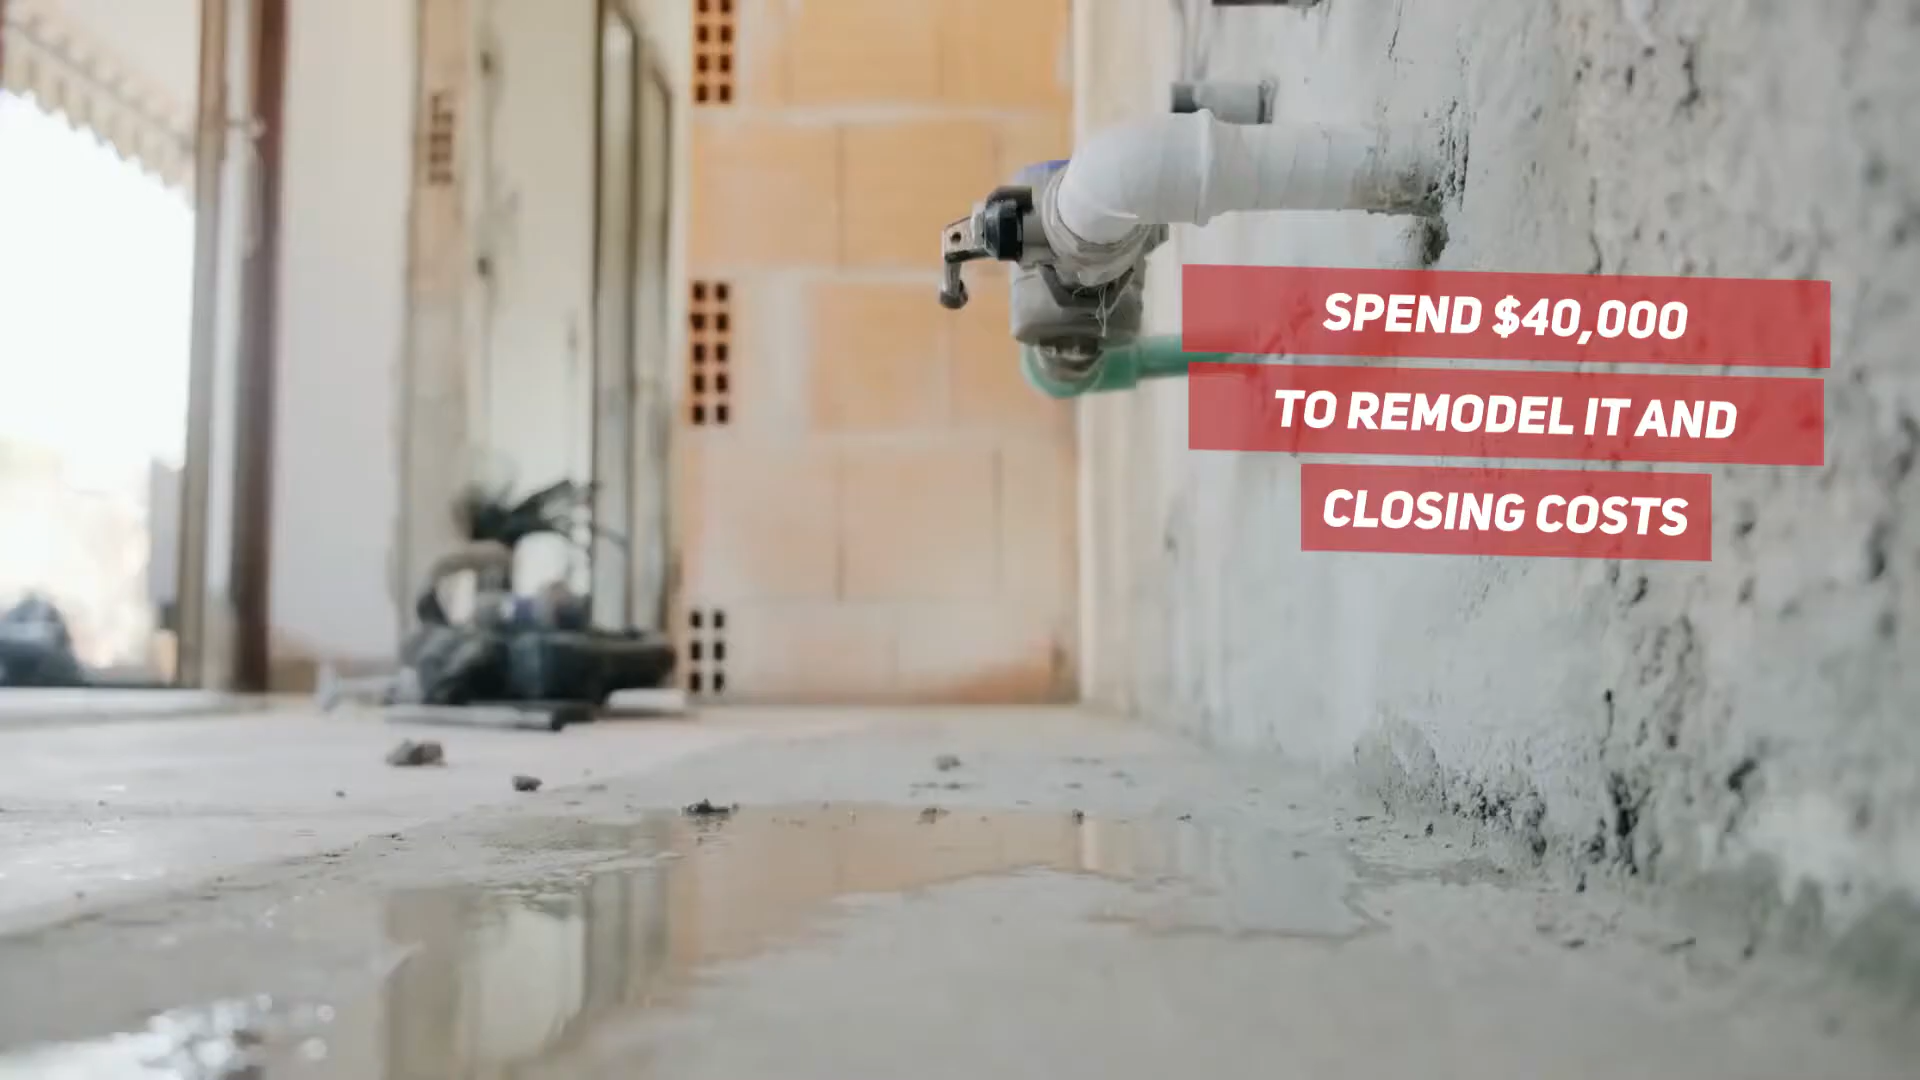 SPEND $40,000
TO REMODEL IT AND
CLOSING COSTS